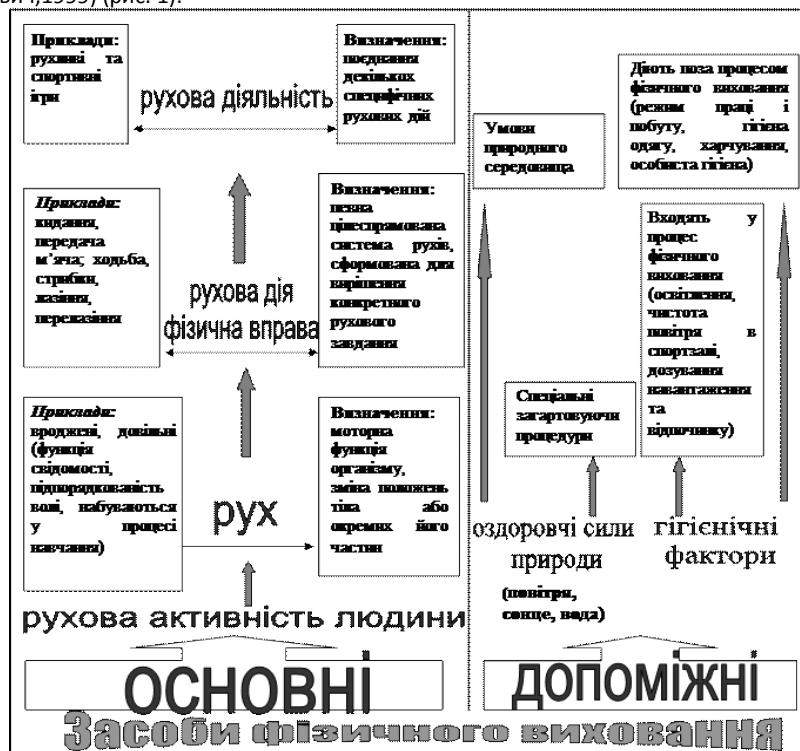 вич,1999) (рис. 1).
Приклади:
рухливі та
спортивні
ігри
рухова діяльність
Визначення:
поєднання
декількох
специфічних
рухових дій
Приклади:
кидання,
передача
м’яча; ходьба,
стрибки,
лазіння,
перелазіння
рухова дія
фізична вправа
Визначення:
певна
цілеспрямована
система рухів,
сформована для
вирішення
конкретного
рухового
завдання
Приклади:
вроджені, довільні
(функція
свідомості,
підпорядкованість
волі, набуваються
у процесі
навчання)
рух
Визначення:
моторна
функція
організму,
зміна положень
тіла або
окремих його
частин
рухова активність людини
ОСНОВНІ
Умови
природного
середовища
Діють поза процесом
фізичного виховання
(режим праці і
побуту, гігієна
одягу, харчування,
особиста гігієна)
Входять у
процес
фізичного
виховання
(освітлення,
чистота
повітря в
спортзалі,
дозування
навантаження
та
відпочинку)
Спеціальні
загартовуючи
процедури
оздоровчі сили
природи
(повітря,
сонце, вода)
гігієнічні
фактори
ДОПОМІЖНІ
Засоби фізичного виховання